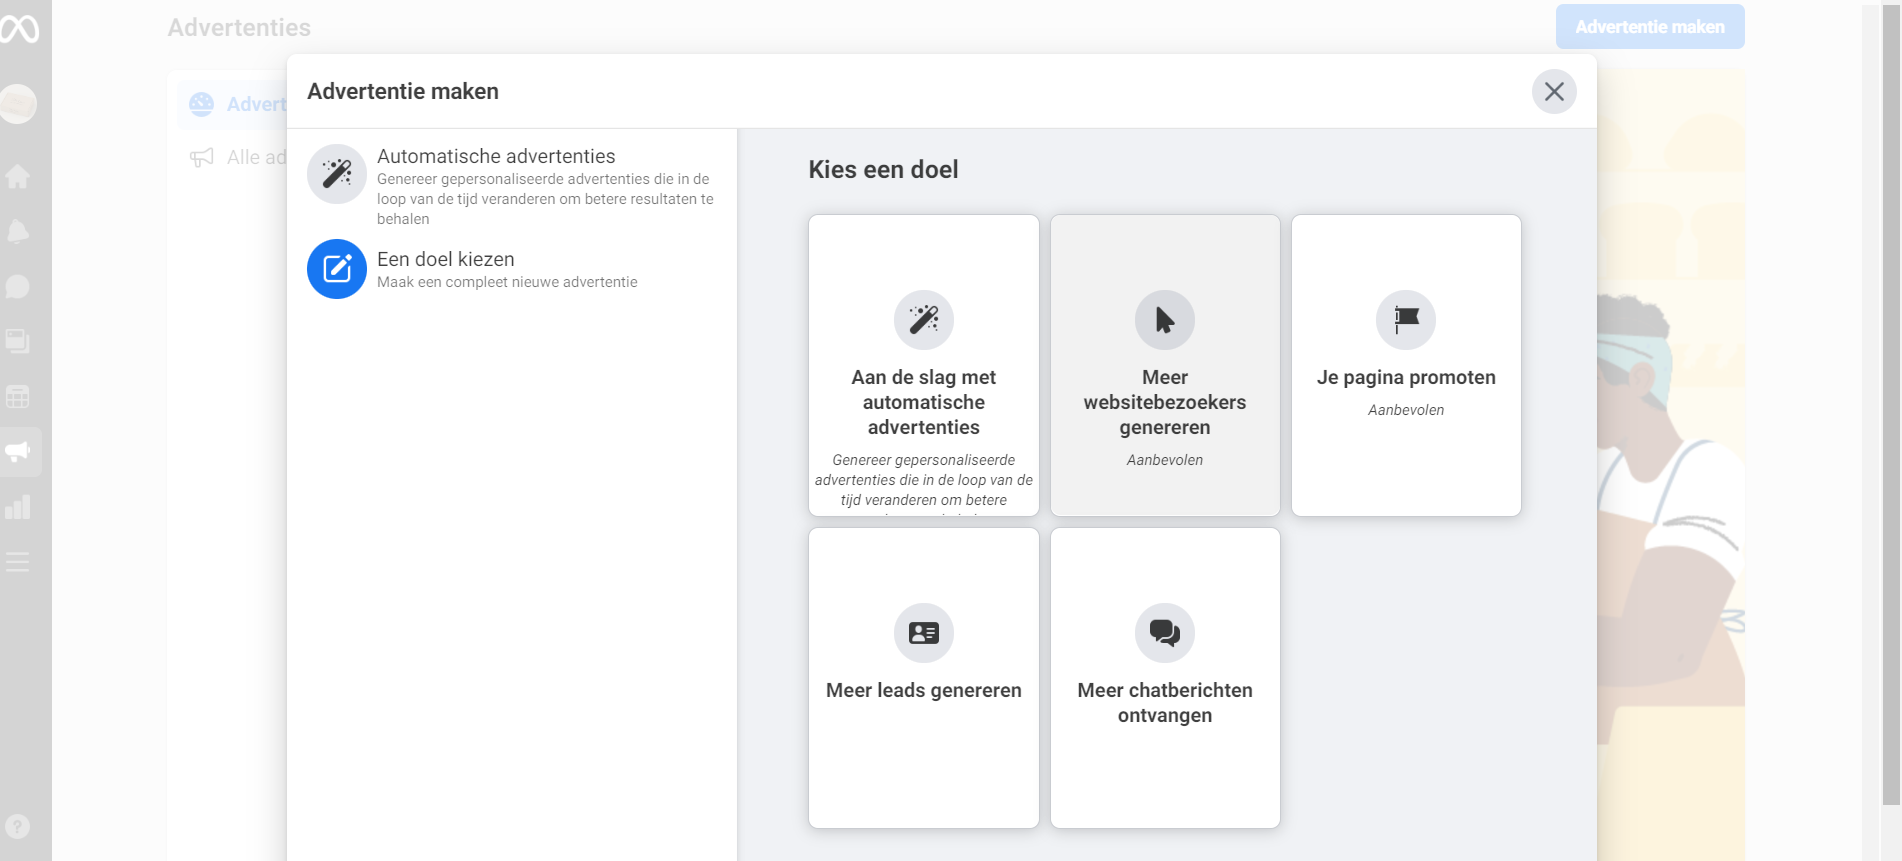 Advertenties
Advertentie maken
Advert
Alle ad
Advertentie maken
Automatische advertenties
Genereer gepersonaliseerde advertenties die in de
loop van de tijd veranderen om betere resultaten te
behalen
Een doel kiezen
Maak een compleet nieuwe advertentie
Kies een doel
Aan de slag met
automatische
advertenties
Genereer gepersonaliseerde
advertenties die in de loop van de
tijd veranderen om betere
Meer
websitebezoekers
genereren
Aanbevolen
Je pagina promoten
Aanbevolen
Meer leads genereren
Meer chatberichten
ontvangen